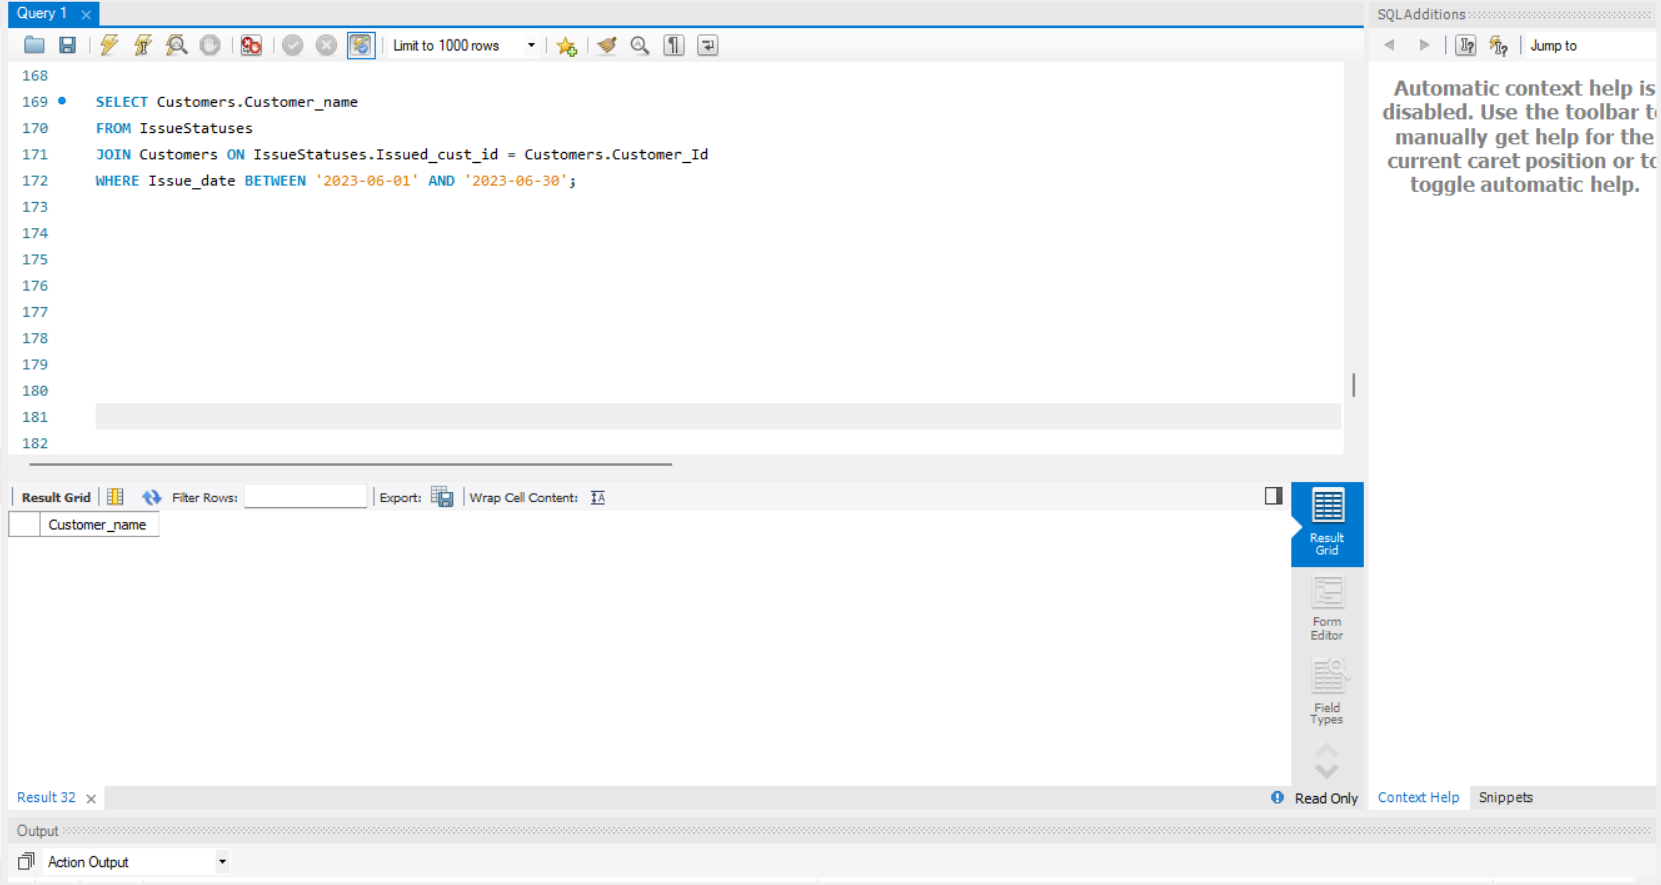 Query 1
SQLAdditions
Limit to 1000 rows
Jump to
168
169 SELECT Customers.Customer_name
170 FROM IssueStatuses
171 JOIN Customers ON IssueStatuses.Issued_cust_id = Customers.Customer_Id
172 WHERE Issue_date BETWEEN '2023-06-01' AND '2023-06-30';
173
174
175
176
177
178
179
180
181
182
Automatic context help is
disabled. Use the toolbar to
manually get help for the
current caret position or to
toggle automatic help.
Result Grid Filter Rows: Export: Wrap Cell Content:
Customer_name
Result
Grid
Form
Editor
Field
Types
Result 32
Read Only
Context Help Snippets
Output
Action Output